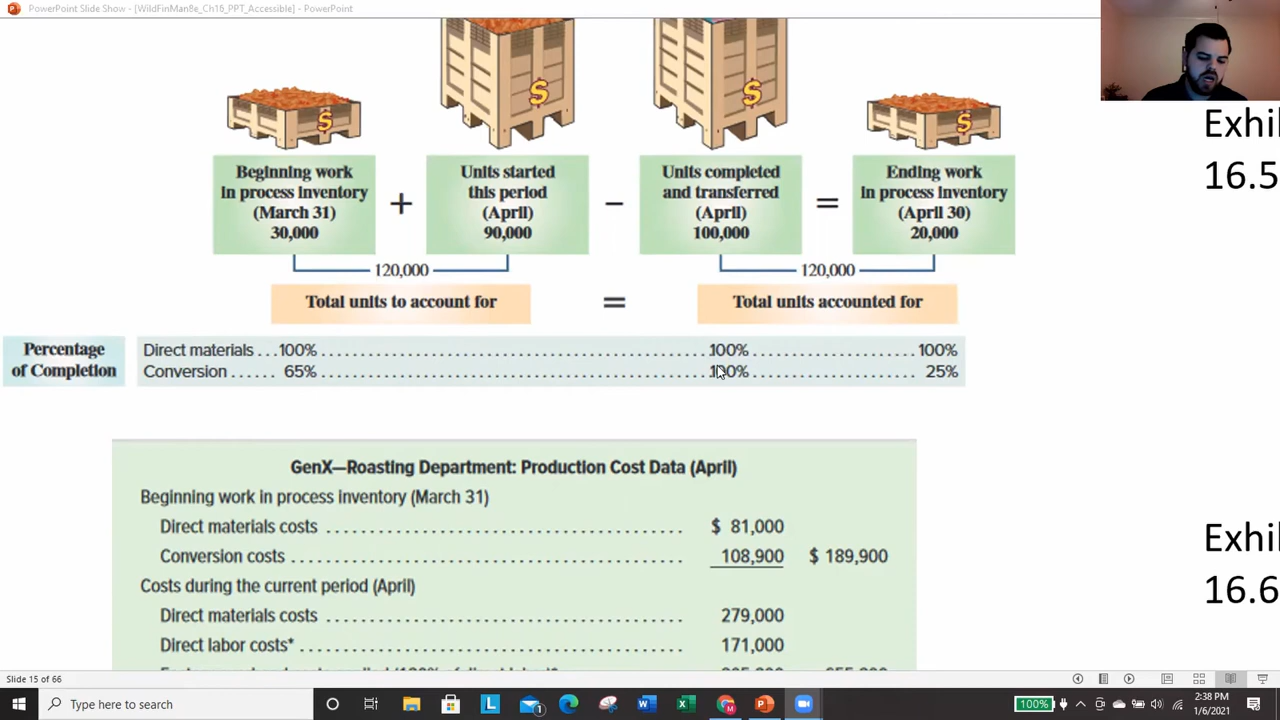 PowerPoint Slide Show - [WildFinMan8e_Ch16_PPT_Accessible] - PowerPoint
$ $ $ $
Beginning work
in process inventory
(March 31)
30,000
+
Units started
this period
(April)
90,000
−
Units completed
and transferred
(April)
100,000
=
Ending work
in process inventory
(April 30)
20,000
120,000
120,000
Total units to account for
=
Total units accounted for
Percentage
of Completion
Direct materials ...100%..........100%..........100%
Conversion ...... 65%..........100%.......... 25%
Exhi
16.5
GenX—Roasting Department: Production Cost Data (April)
Beginning work in process inventory (March 31)
Direct materials costs .......... $ 81,000
Conversion costs .......... 108,900 $ 189,900
Costs during the current period (April)
Direct materials costs .......... 279,000
Direct labor costs* .......... 171,000
Exhi
16.6
Slide 15 of 66
Type here to search
L
W
X
P
100%
2:38 PM
1/6/2021